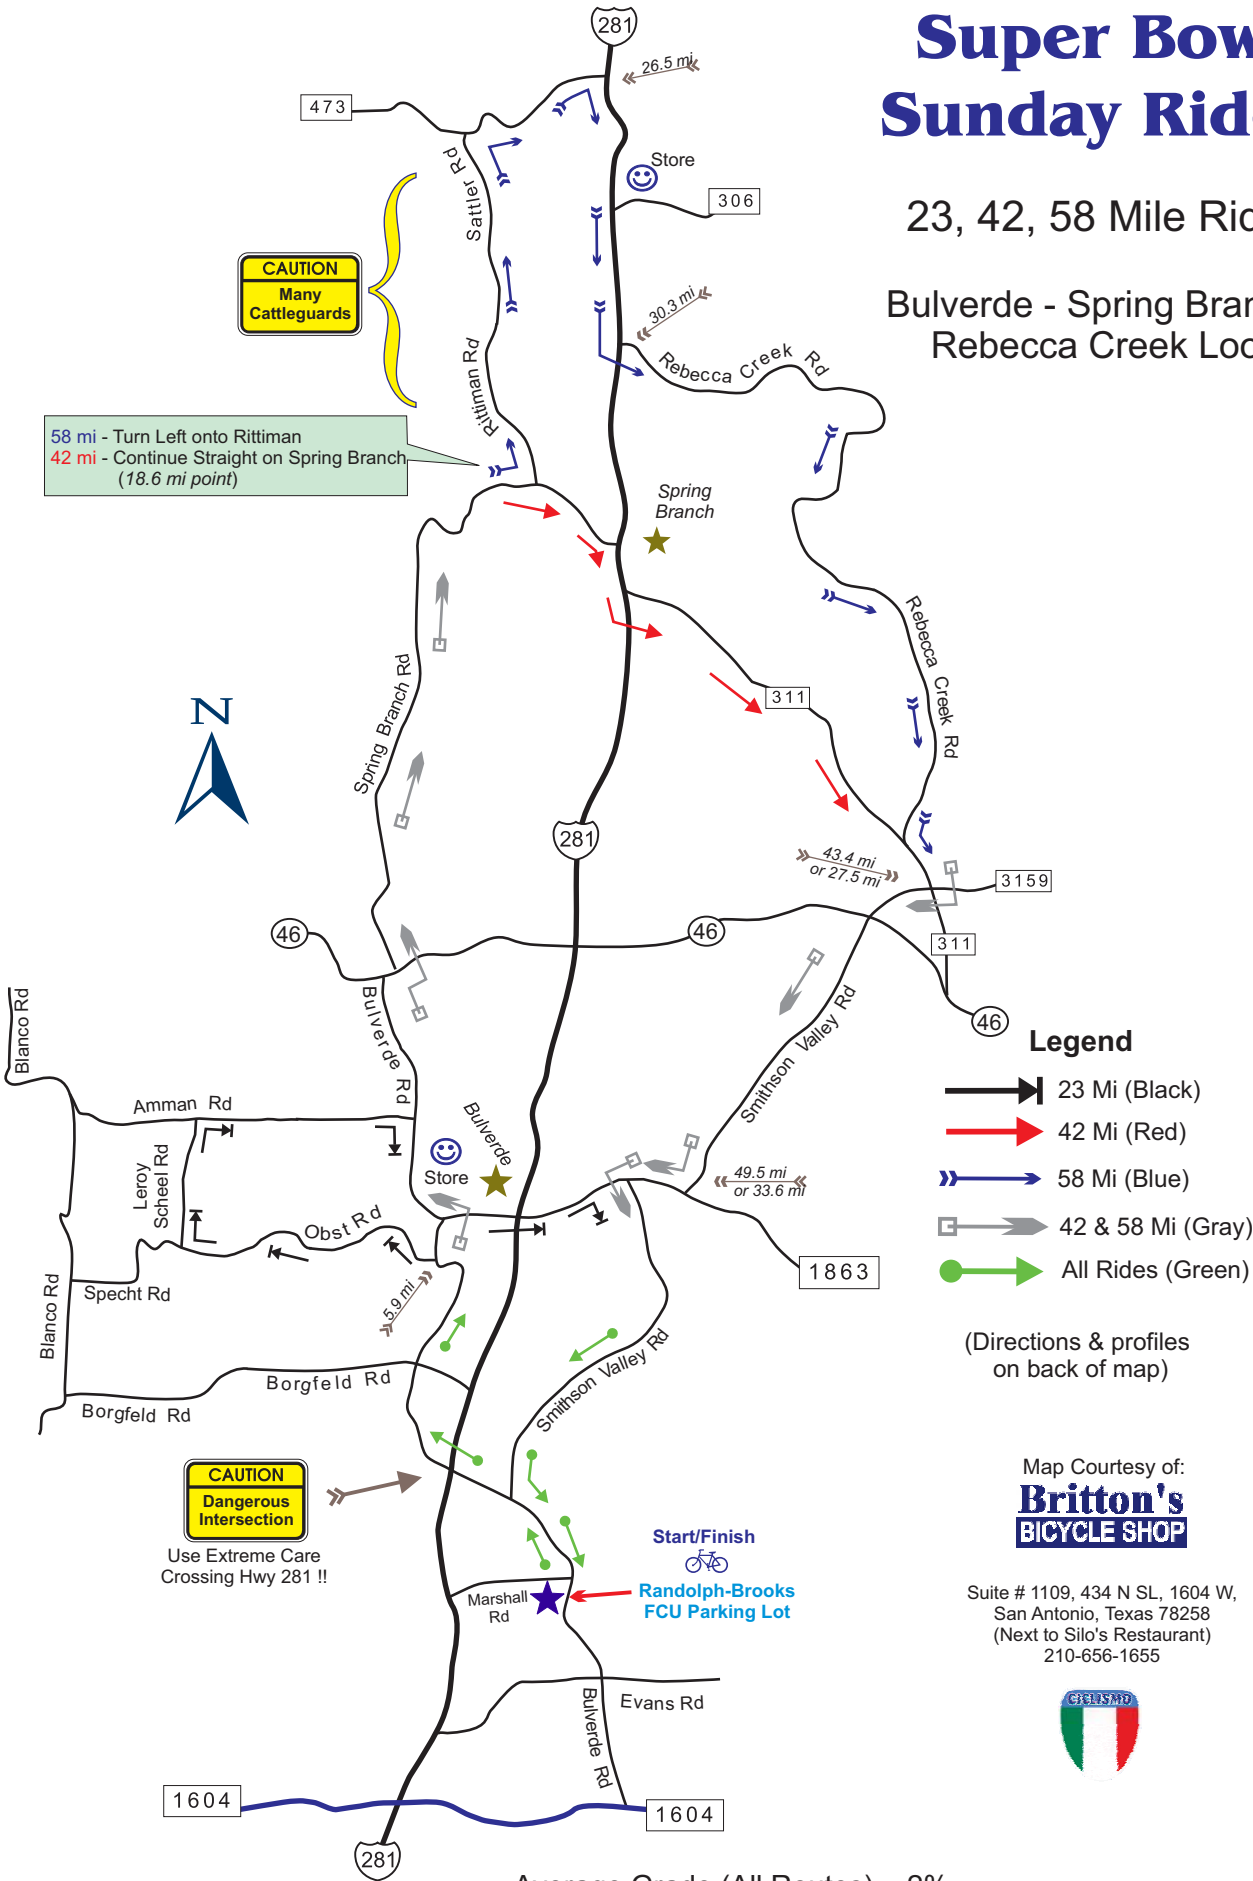 Super Bow
Sunday Rid
23, 42, 58 Mile Ric
Bulverde - Spring Bran
Rebecca Creek Loo
281
26.5 mi
473
Sattler Rd
Store
306
CAUTION
Many
Cattleguards
30.3 mi
Rebecca Creek Rd
Rittiman Rd
58 mi - Turn Left onto Rittiman
42 mi - Continue Straight on Spring Branch
(18.6 mi point)
Spring
Branch
Rebecca Creek Rd
Spring Branch Rd
311
N
281
43.4 mi
or 27.5 mi
3159
46
46
311
46
Bulverde Rd
Smithson Valley Rd
Blanco Rd
Legend
23 Mi (Black)
42 Mi (Red)
58 Mi (Blue)
42 & 58 Mi (Gray)
All Rides (Green)
(Directions & profiles
on back of map)
Amman Rd
Leroy
Scheel Rd
Store
Bulverde
49.5 mi
or 33.6 mi
Obst Rd
1863
Specht Rd
5.9 mi
Blanco Rd
Borgfeld Rd
Borgfeld Rd
Smithson Valley Rd
CAUTION
Dangerous
Intersection
Use Extreme Care
Crossing Hwy 281 !!
Start/Finish
Randolph-Brooks
FCU Parking Lot
Marshall
Rd
Map Courtesy of:
Britton's
BICYCLE SHOP
Suite # 1109, 434 N SL, 1604 W,
San Antonio, Texas 78258
(Next to Silo's Restaurant)
210-656-1655
CICLISMO
Evans Rd
Bulverde Rd
1604
1604
281
Average Grade (All Routes)   2%